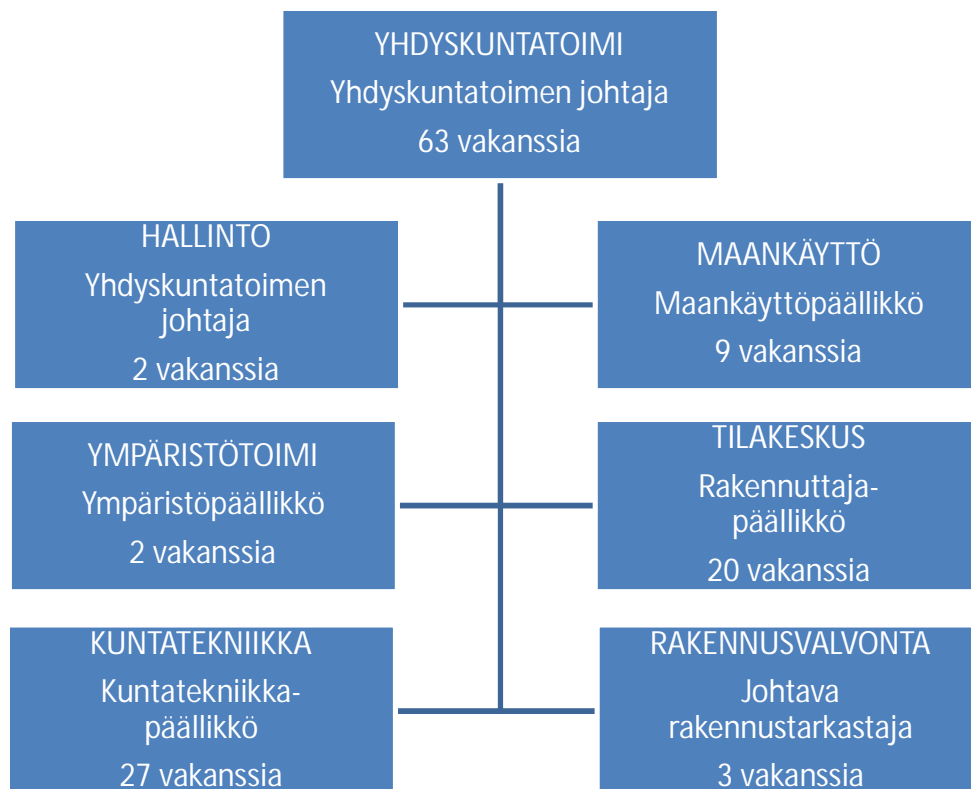 YHDYSKUNTATOIMI
Yhdyskuntatoimen johtaja
63 vakanssia
HALLINTO
Yhdyskuntatoimen
johtaja
2 vakanssia
MAANKÄYTTÖ
Maankäyttöpäällikkö
9 vakanssia
YMPÄRISTÖTOIMI
Ympäristöpäällikkö
2 vakanssia
TILAKESKUS
Rakennuttaja-
päällikkö
20 vakanssia
KUNTATEKNIIKKA
Kuntatekniikka-
päällikkö
27 vakanssia
RAKENNUSVALVONTA
Johtava
rakennustarkastaja
3 vakanssia